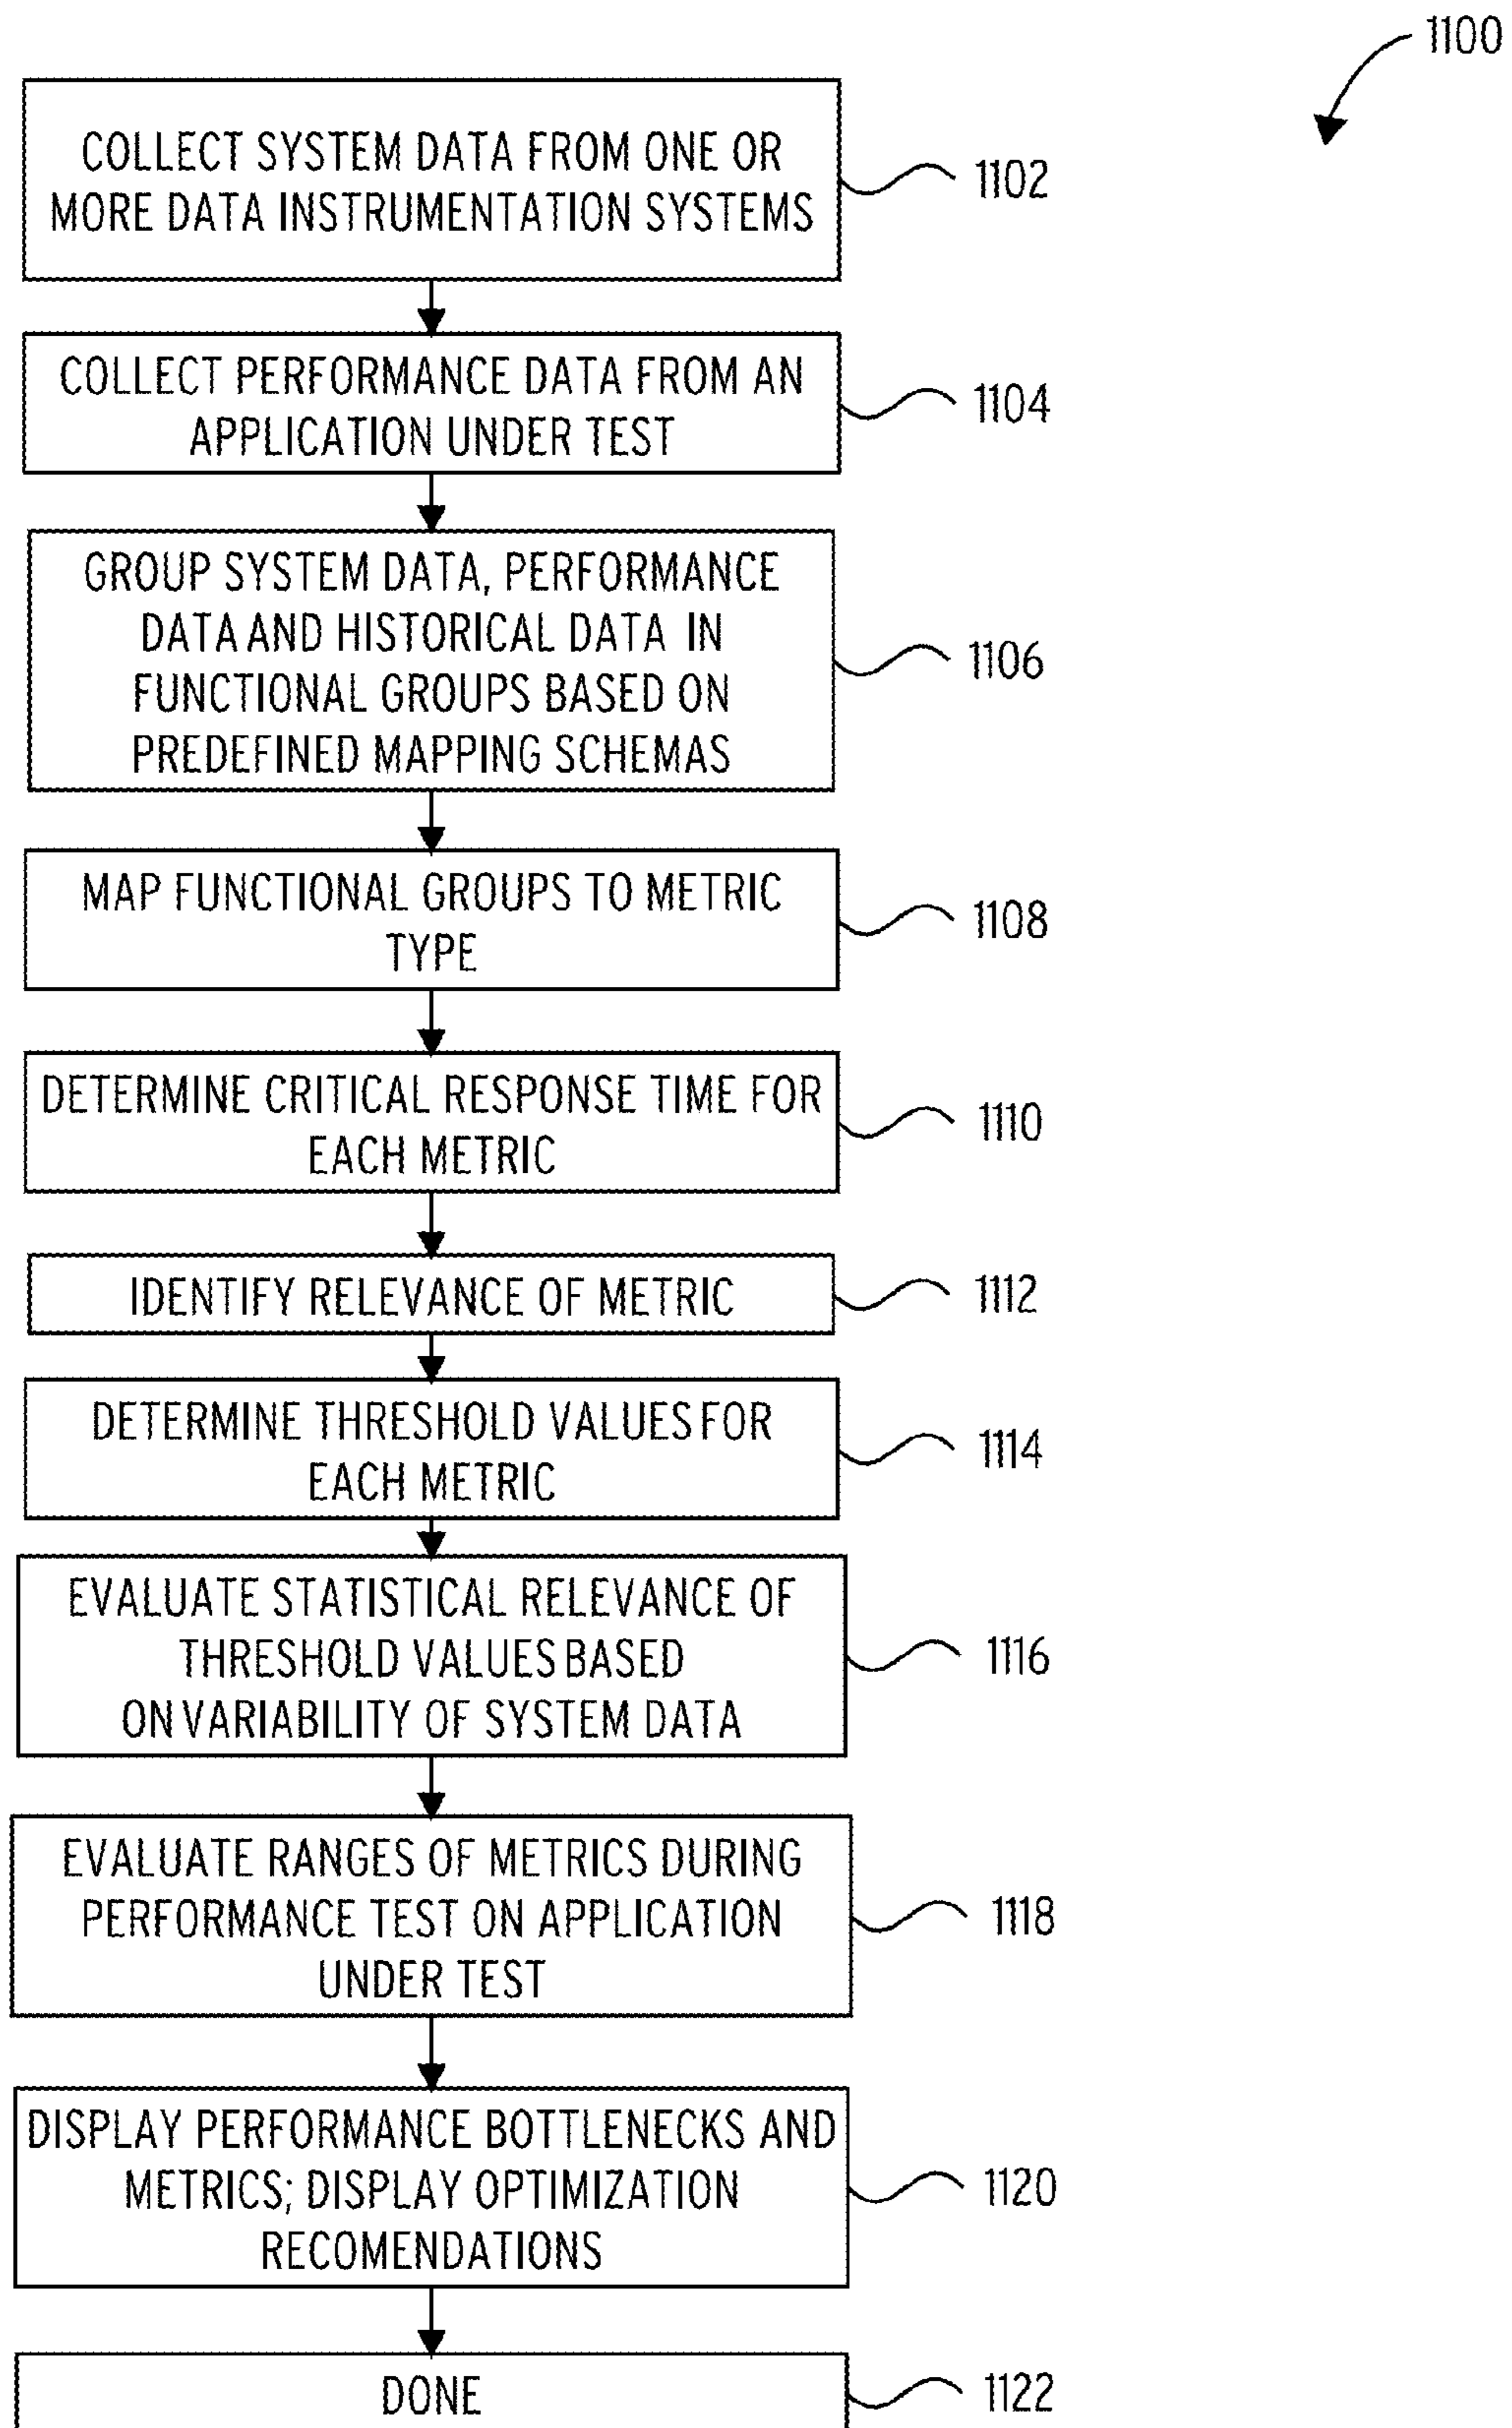 1100
COLLECT SYSTEM DATA FROM ONE OR
MORE DATA INSTRUMENTATION SYSTEMS
1102
COLLECT PERFORMANCE DATA FROM AN
APPLICATION UNDER TEST
1104
GROUP SYSTEM DATA, PERFORMANCE
DATA AND HISTORICAL DATA IN
FUNCTIONAL GROUPS BASED ON
PREDEFINED MAPPING SCHEMAS
1106
MAP FUNCTIONAL GROUPS TO METRIC
TYPE
1108
DETERMINE CRITICAL RESPONSE TIME FOR
EACH METRIC
1110
IDENTIFY RELEVANCE OF METRIC
1112
DETERMINE THRESHOLD VALUES FOR
EACH METRIC
1114
EVALUATE STATISTICAL RELEVANCE OF
THRESHOLD VALUES BASED
ON VARIABILITY OF SYSTEM DATA
1116
EVALUATE RANGES OF METRICS DURING
PERFORMANCE TEST ON APPLICATION
UNDER TEST
1118
DISPLAY PERFORMANCE BOTTLENECKS AND
METRICS; DISPLAY OPTIMIZATION
RECOMENDATIONS
1120
DONE
1122